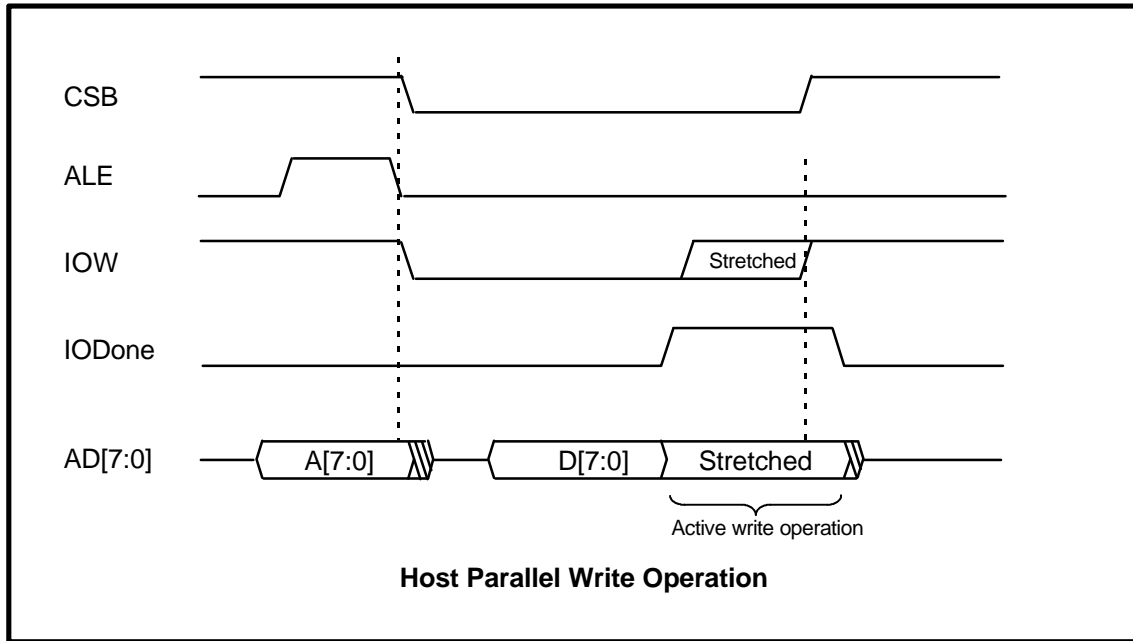 CSB
ALE
IOW
Stretched
IODone
AD[7:0]
A[7:0]
D[7:0]
Stretched
Active write operation
Host Parallel Write Operation